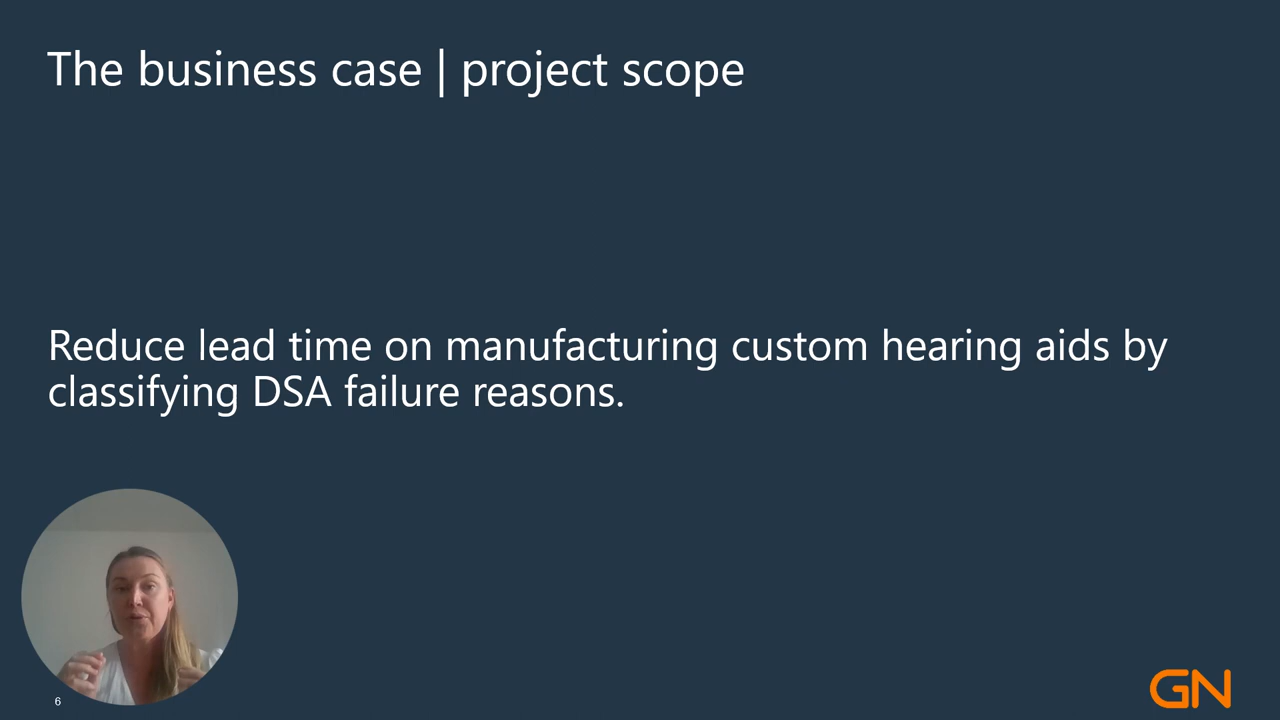 The business case | project scope
Reduce lead time on manufacturing custom hearing aids by
classifying DSA failure reasons.
6
GN